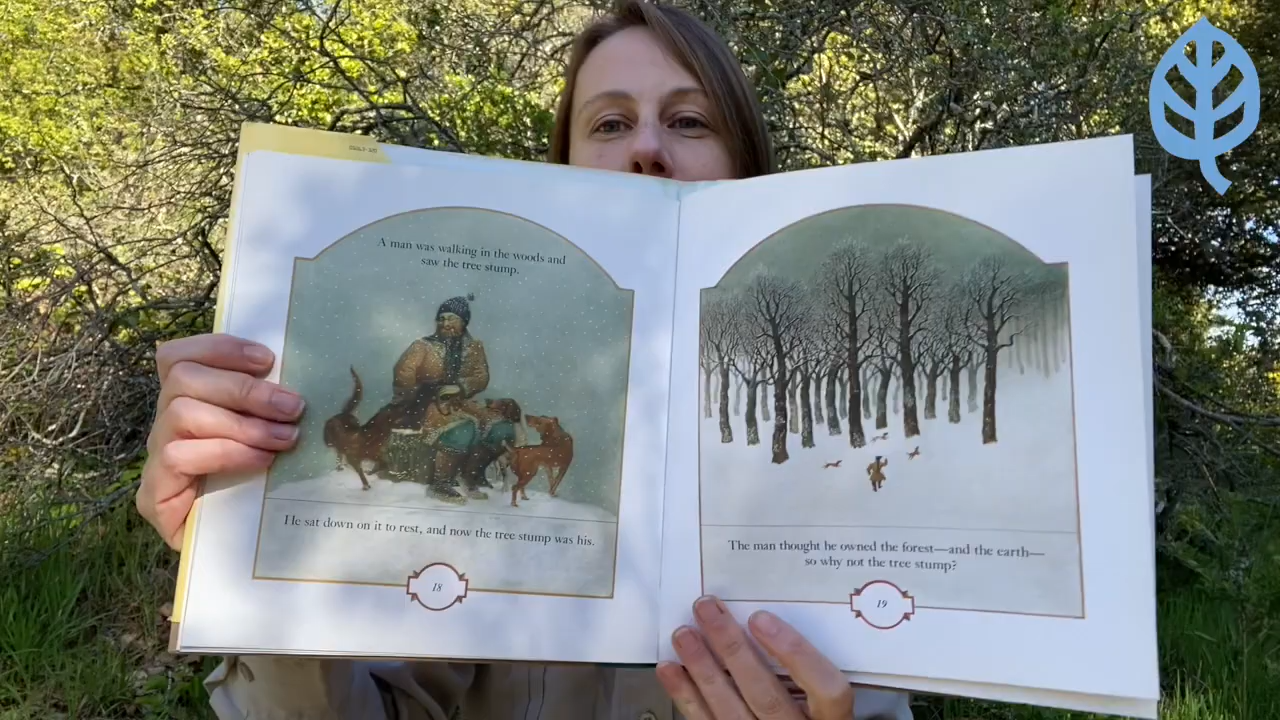 A man was walking in the woods and
saw the tree stump.
He sat down on it to rest, and now the tree stump was his.
18
The man thought he owned the forest—and the earth—
so why not the tree stump?
19